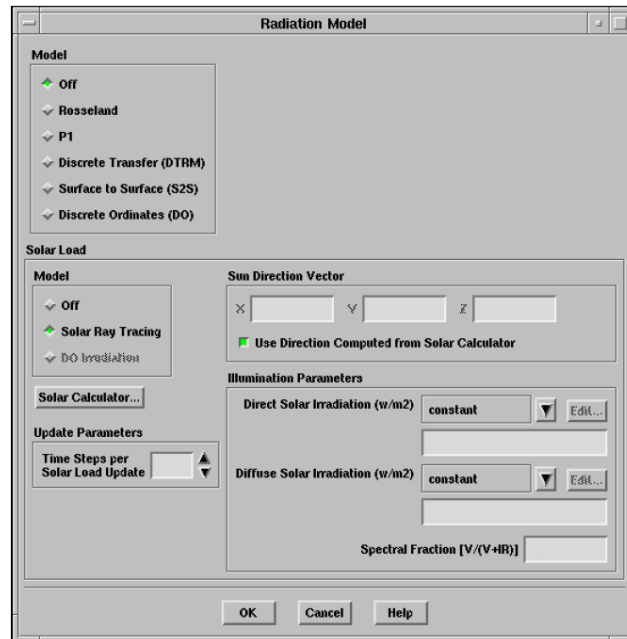 Radiation Model
Model
Off
Rosseland
P1
Discrete Transfer (DTRM)
Surface to Surface (S2S)
Discrete Ordinates (DO)
Solar Load
Model
Off
Solar Ray Tracing
DO Irradiation
Solar Calculator...
Update Parameters
Time Steps per
Solar Load Update
Sun Direction Vector
X Y Z
Use Direction Computed from Solar Calculator
Illumination Parameters
Direct Solar Irradiation (w/m2) constant Edit...
Diffuse Solar Irradiation (w/m2) constant Edit...
Spectral Fraction [V/(V+IR)]
OK Cancel Help